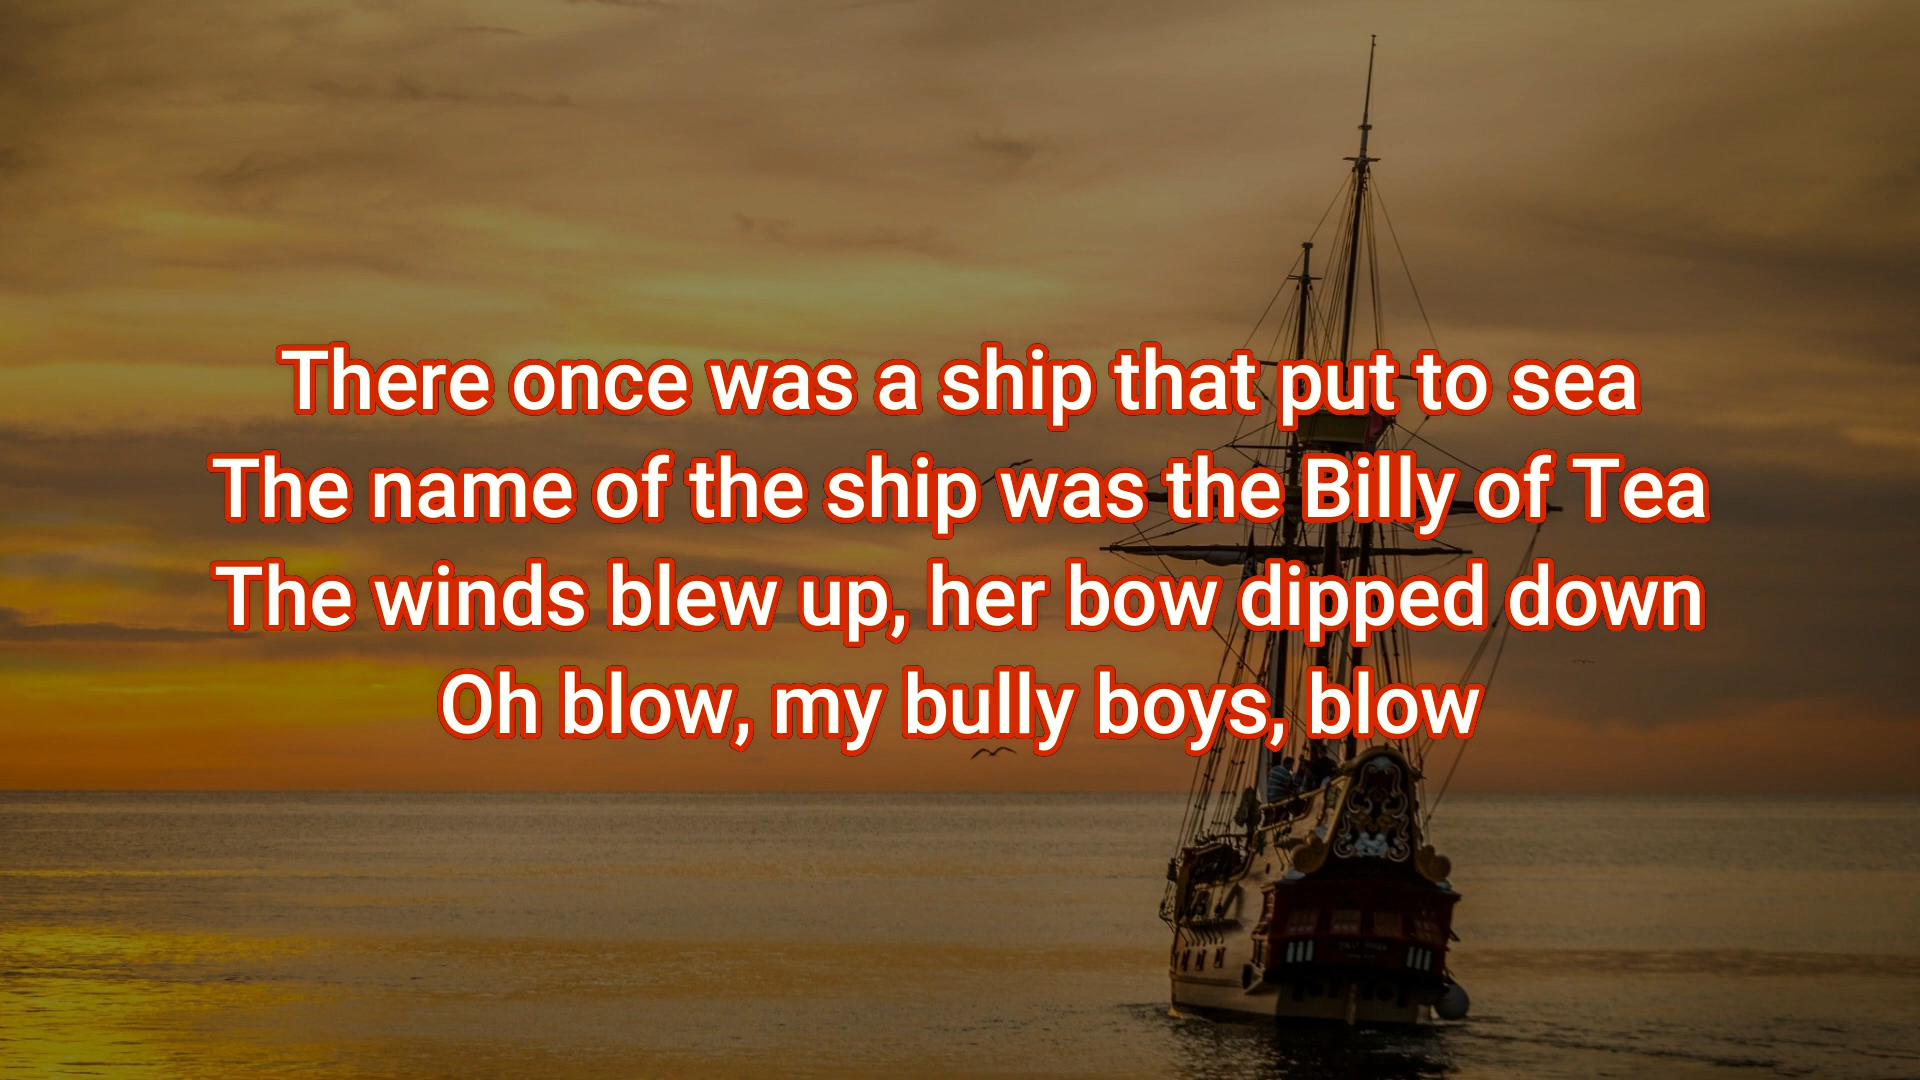 There once was a ship that put to sea
The name of the ship was the Billy of Tea
The winds blew up, her bow dipped down
Oh blow, my bully boys, blow